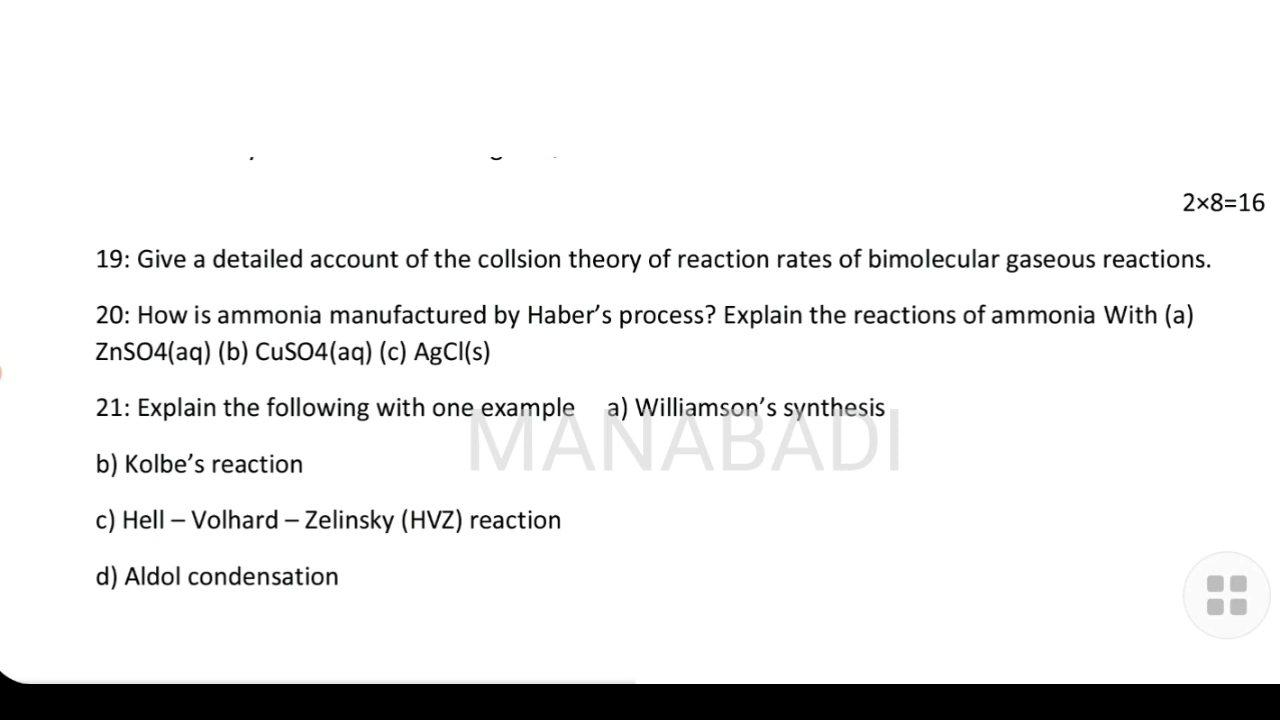 2×8=16
19: Give a detailed account of the collsion theory of reaction rates of bimolecular gaseous reactions.
20: How is ammonia manufactured by Haber’s process? Explain the reactions of ammonia With (a)
ZnSO4(aq) (b) CuSO4(aq) (c) AgCl(s)
21: Explain the following with one example a) Williamson’s synthesis
MANABADI
b) Kolbe’s reaction
c) Hell – Volhard – Zelinsky (HVZ) reaction
d) Aldol condensation